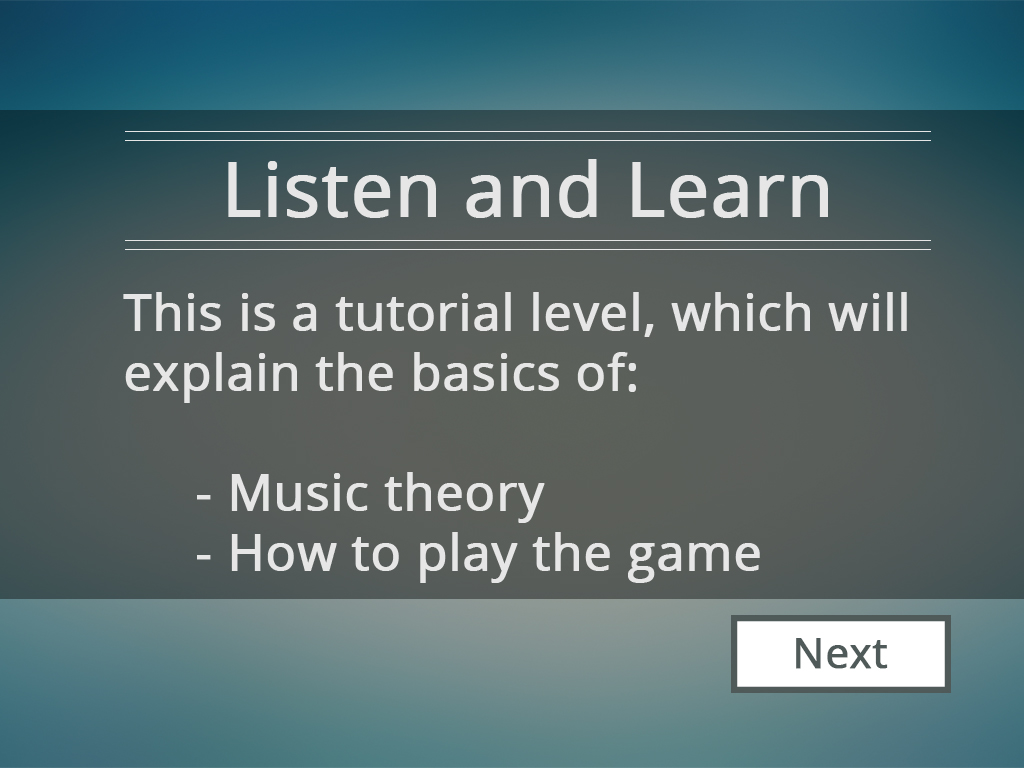 Listen and Learn
This is a tutorial level, which will
explain the basics of:
- Music theory
- How to play the game
Next